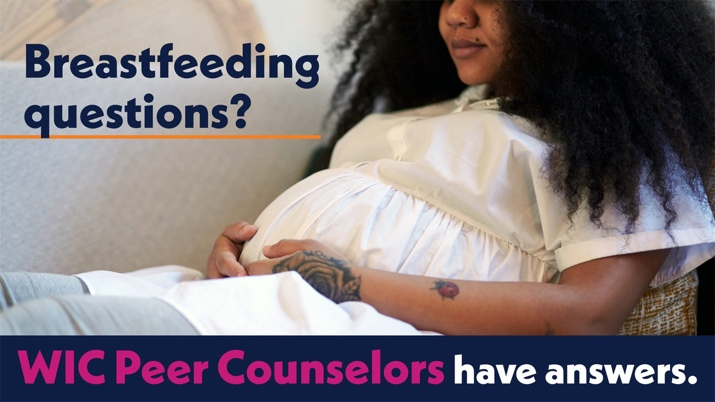 Breastfeeding
questions?
WIC Peer Counselors have answers.